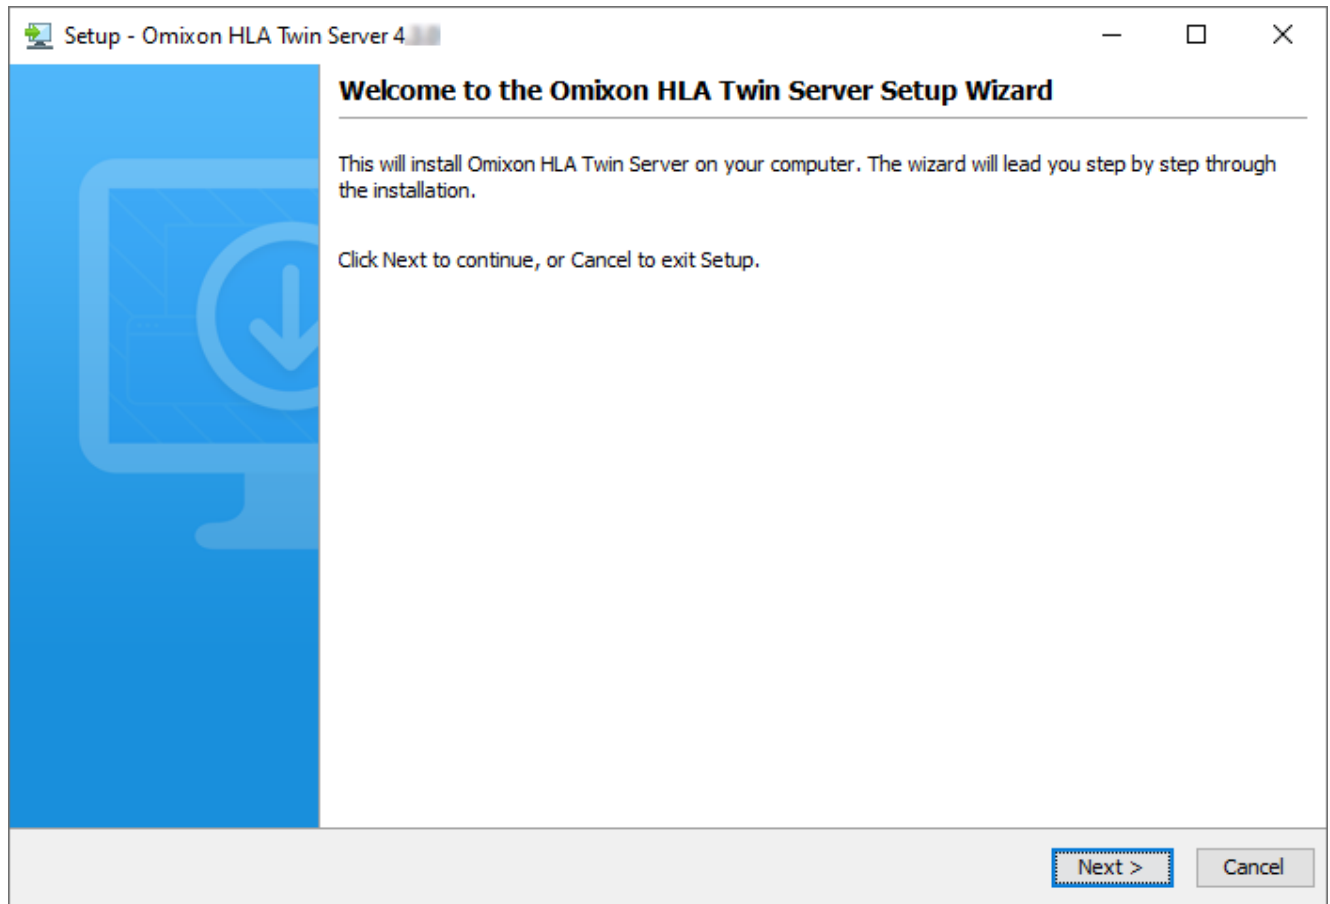 Setup - Omixon HLA Twin Server 4
Welcome to the Omixon HLA Twin Server Setup Wizard
This will install Omixon HLA Twin Server on your computer. The wizard will lead you step by step through
the installation.
Click Next to continue, or Cancel to exit Setup.
Next >
Cancel